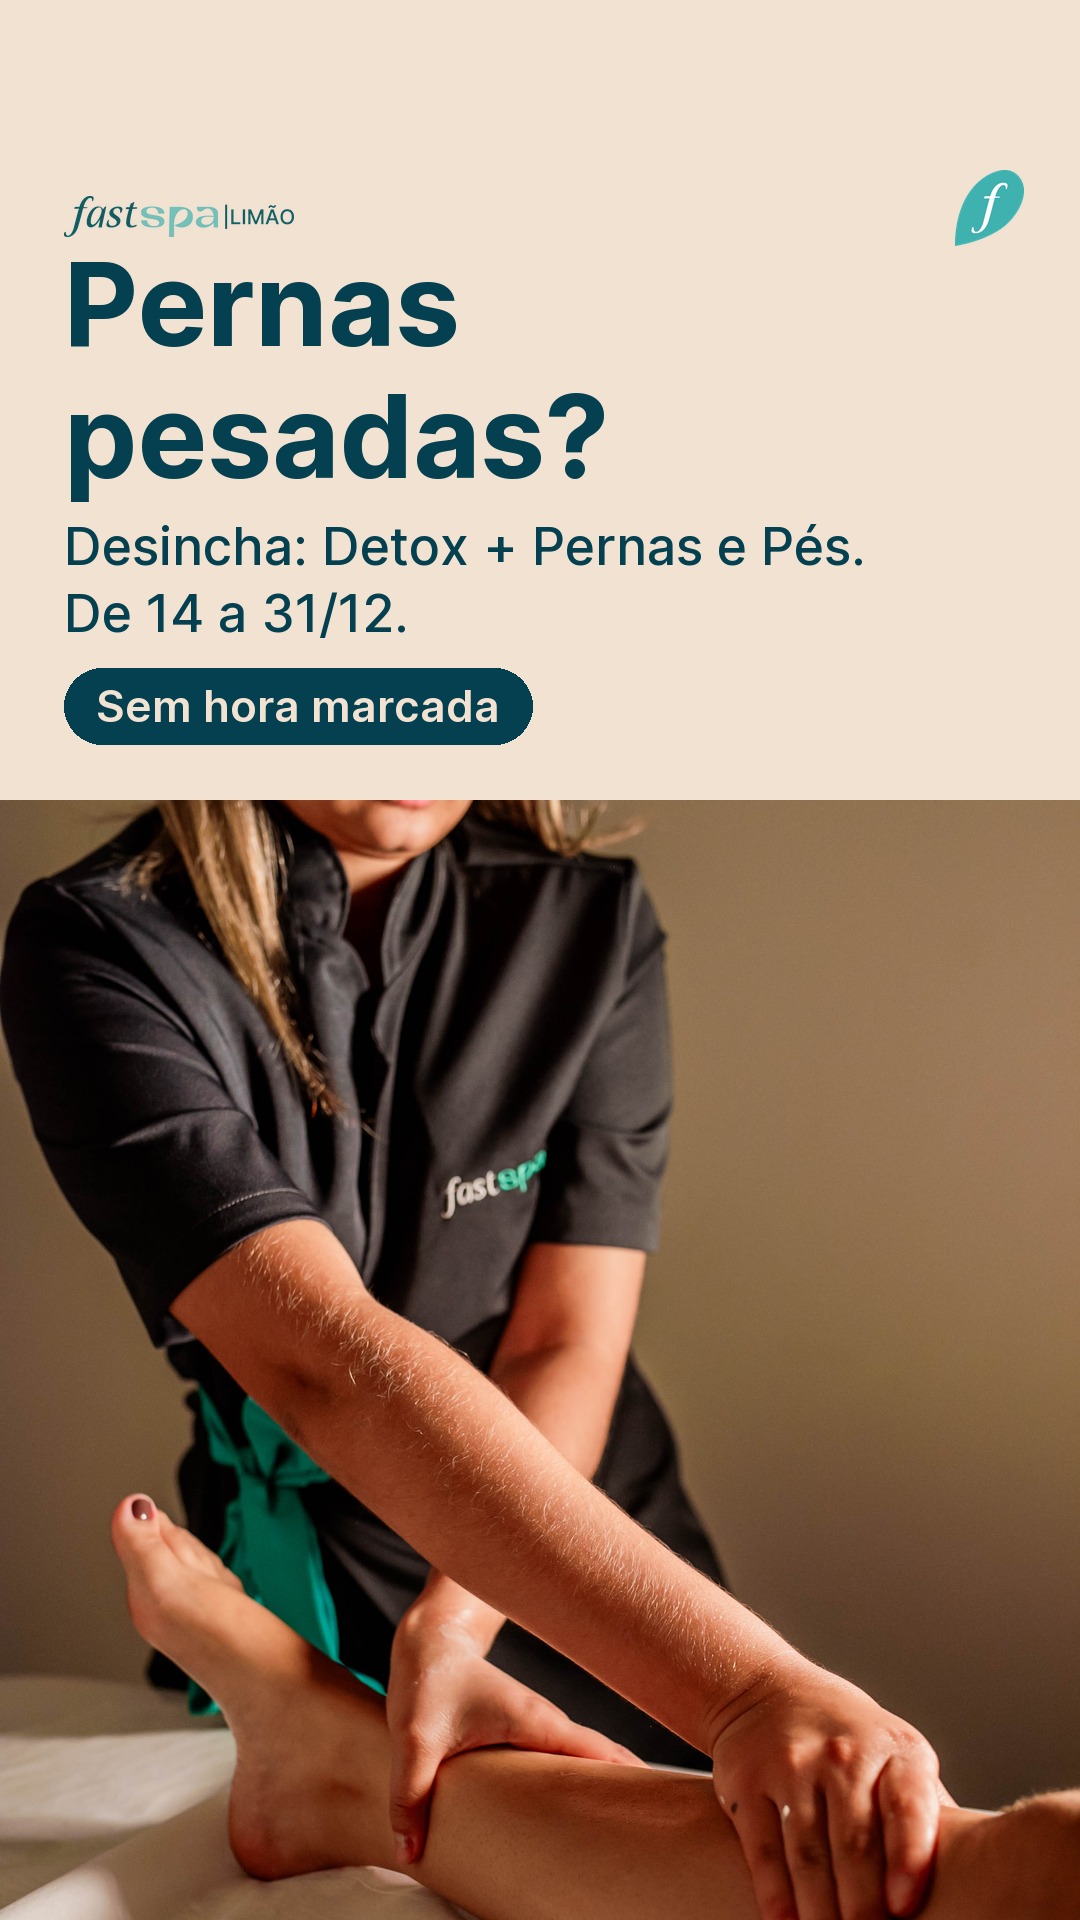 fastspa|LIMÃO
f
Pernas
pesadas?
Desincha: Detox + Pernas e Pés.
De 14 a 31/12.
Sem hora marcada
fastspa